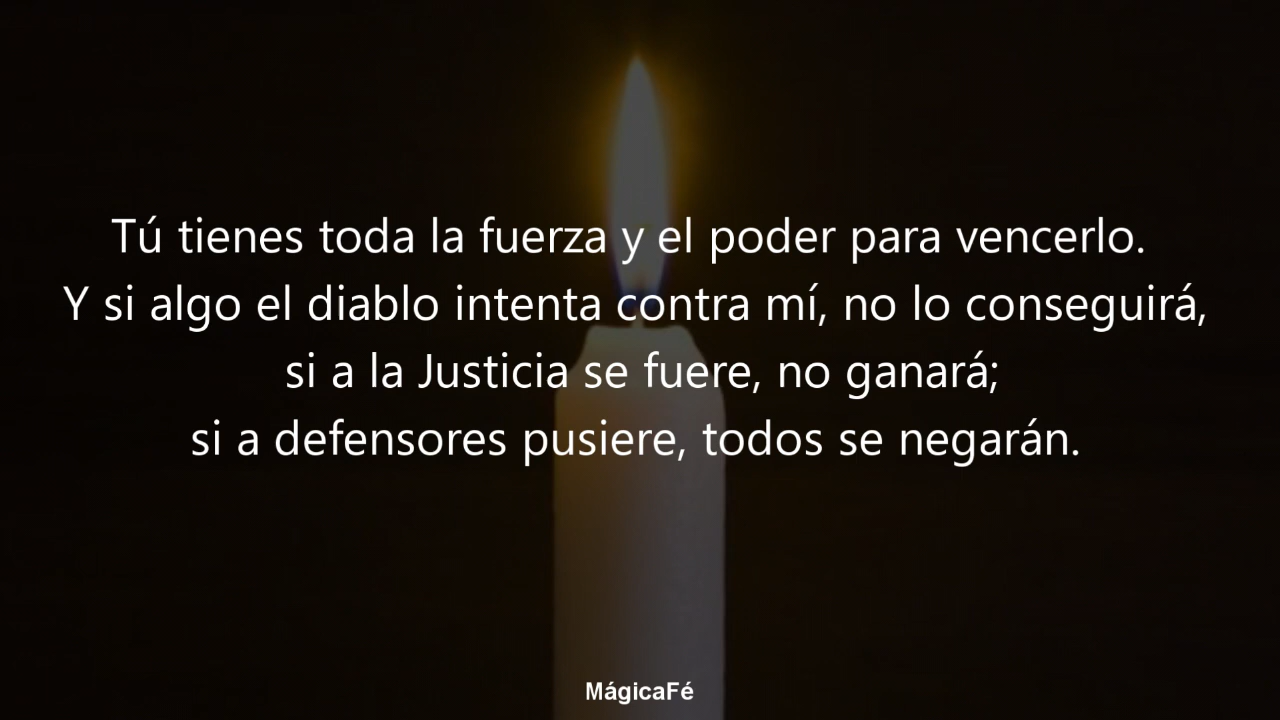 Tú tienes toda la fuerza y el poder para vencerlo.
Y si algo el diablo intenta contra mí, no lo conseguirá,
si a la Justicia se fuere, no ganará;
si a defensores pusiere, todos se negarán.
MágicaFé